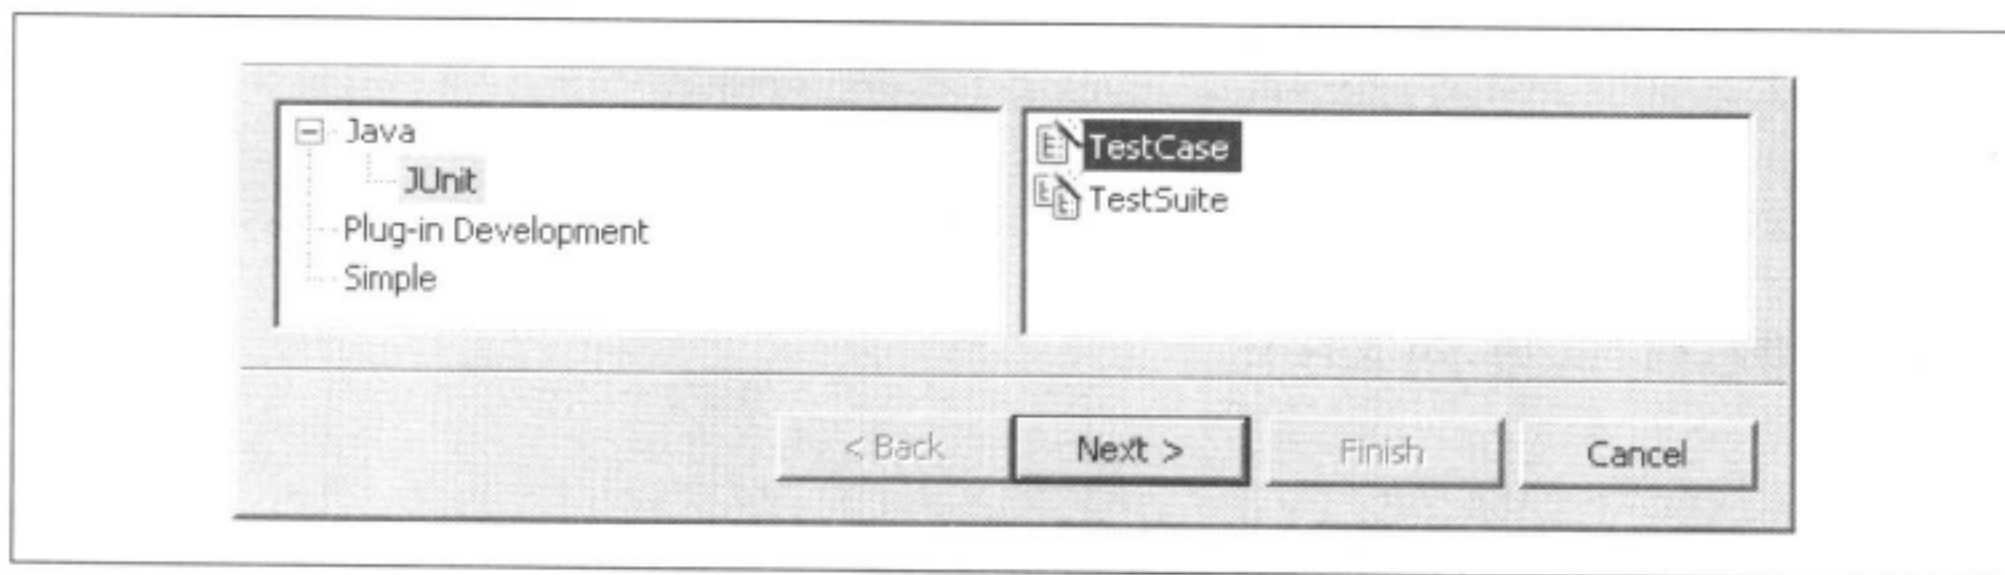 Java
JUnit
Plug-in Development
Simple
TestCase
TestSuite
< Back
Next >
Finish
Cancel